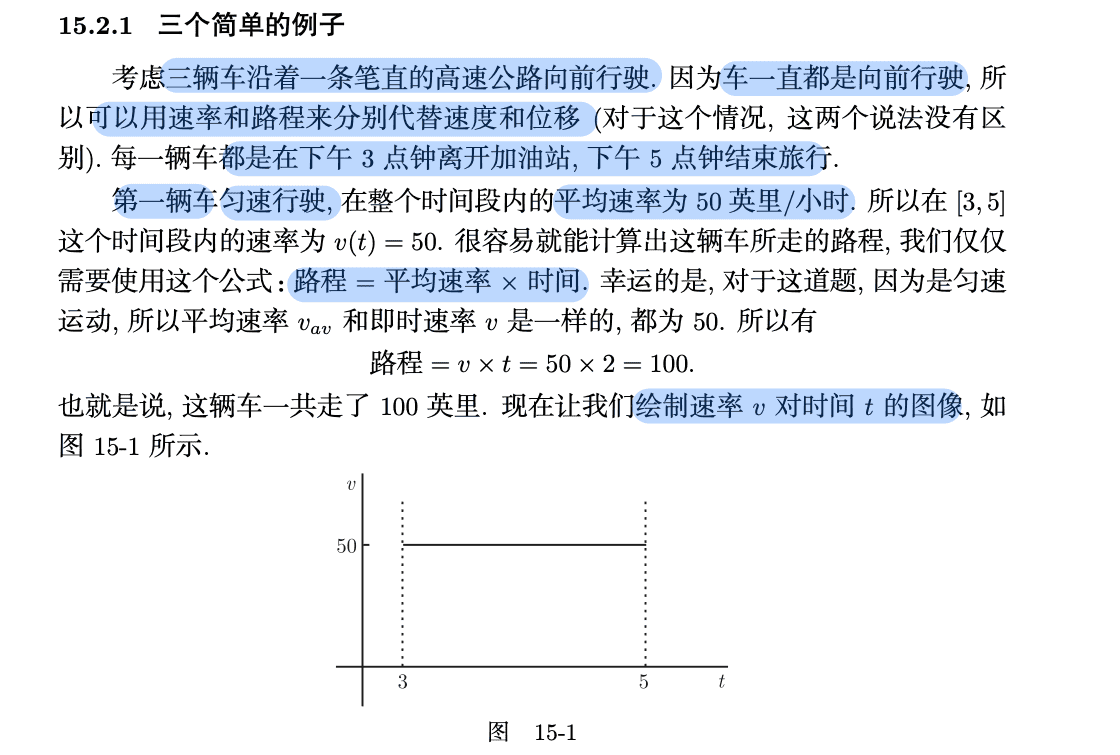 15.2.1 三个简单的例子
考虑三辆车沿着一条笔直的高速公路向前行驶. 因为车一直都是向前行驶, 所
以可以用速率和路程来分别代替速度和位移 (对于这个情况, 这两个说法没有区
别). 每一辆车都是在下午 3 点钟离开加油站, 下午 5 点钟结束旅行.
第一辆车匀速行驶, 在整个时间段内的平均速率为 50 英里/小时. 所以在 [3, 5]
这个时间段内的速率为 v(t) = 50. 很容易就能计算出这辆车所走的路程, 我们仅仅
需要使用这个公式: 路程 = 平均速率 × 时间. 幸运的是, 对于这道题, 因为是匀速
运动, 所以平均速率 v_av 和即时速率 v 是一样的, 都为 50. 所以有
路程 = v × t = 50 × 2 = 100.
也就是说, 这辆车一共走了 100 英里. 现在让我们绘制速率 v 对时间 t 的图像, 如
图 15-1 所示.
v
50
3 5 t
图 15-1